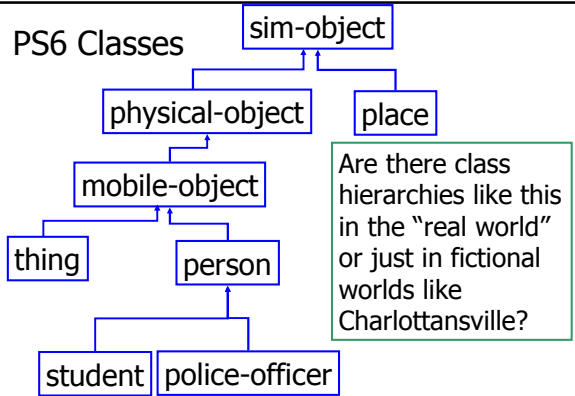 PS6 Classes
sim-object
physical-object
place
mobile-object
thing
person
student
police-officer
Are there class
hierarchies like this
in the “real world”
or just in fictional
worlds like
Charlottansville?